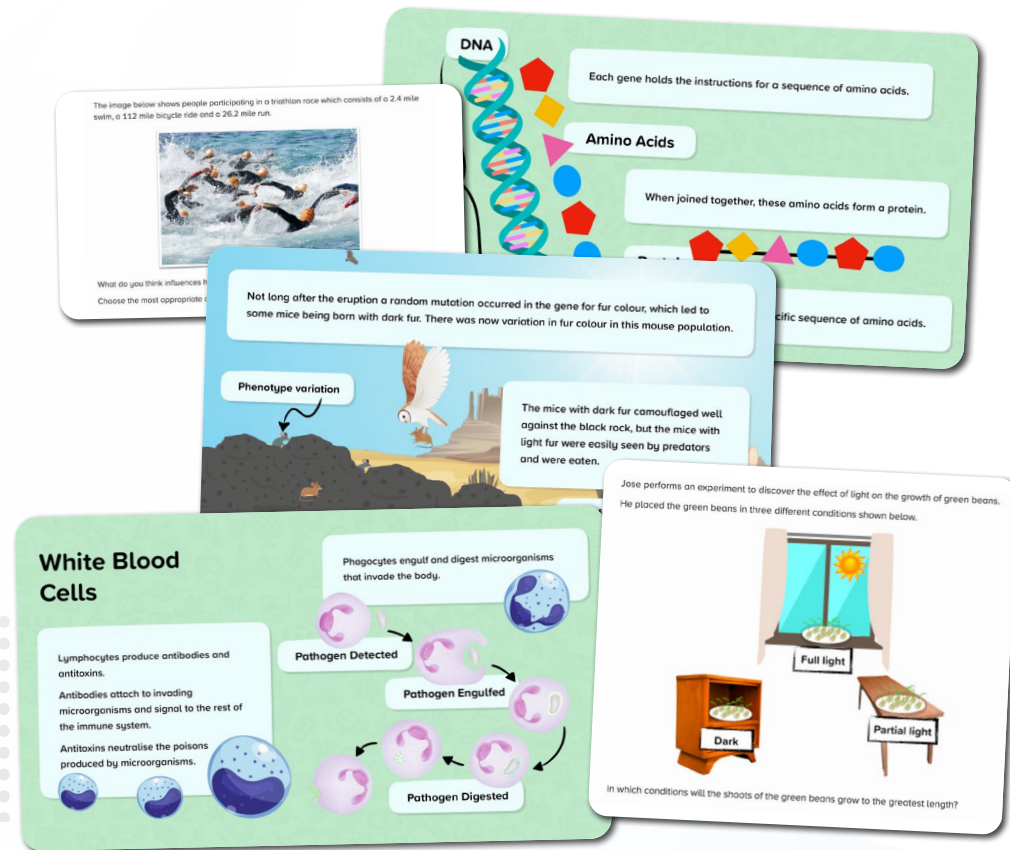 The image below shows people participating in a triathlon race which consists of a 2.4 mile
swim, a 112 mile bicycle ride and a 26.2 mile run.
What do you think influences
Choose the most appropriate
DNA
Each gene holds the instructions for a sequence of amino acids.
Amino Acids
When joined together, these amino acids form a protein.
sequence of amino acids.
Not long after the eruption a random mutation occurred in the gene for fur colour, which led to
some mice being born with dark fur. There was now variation in fur colour in this mouse population.
Phenotype variation
The mice with dark fur camouflaged well
against the black rock, but the mice with
light fur were easily seen by predators
and were eaten.
White Blood
Cells
Lymphocytes produce antibodies and
antitoxins.
Antibodies attach to invading
microorganisms and signal to the rest of
the immune system.
Antitoxins neutralise the poisons
produced by microorganisms.
Phagocytes engulf and digest microorganisms
that invade the body.
Pathogen Detected
Pathogen Engulfed
Pathogen Digested
Jose performs an experiment to discover the effect of light on the growth of green beans.
He placed the green beans in three different conditions shown below.
Full light
Dark
Partial light
In which conditions will the shoots of the green beans grow to the greatest length?